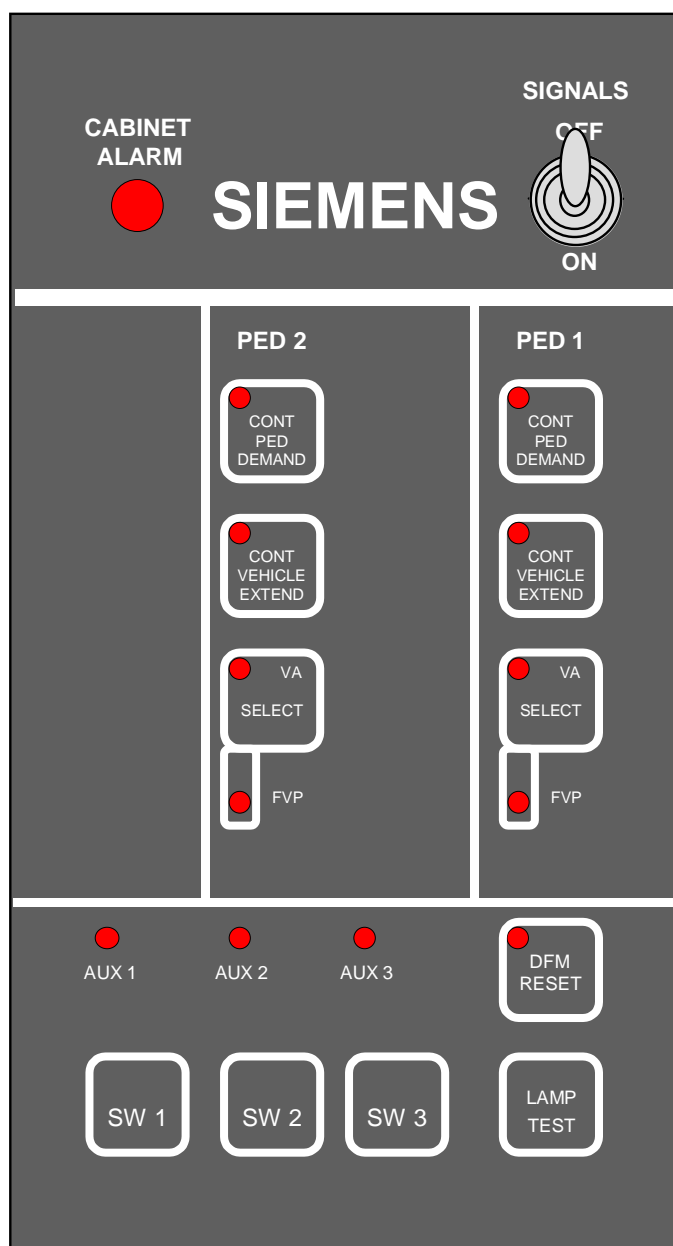 SIGNALS
CABINET
ALARM
OFF
SIEMENS
ON
PED 2
CONT
PED
DEMAND
CONT
VEHICLE
EXTEND
VA
SELECT
FVP
PED 1
CONT
PED
DEMAND
CONT
VEHICLE
EXTEND
VA
SELECT
FVP
AUX 1
AUX 2
AUX 3
DFM
RESET
SW 1
SW 2
SW 3
LAMP
TEST